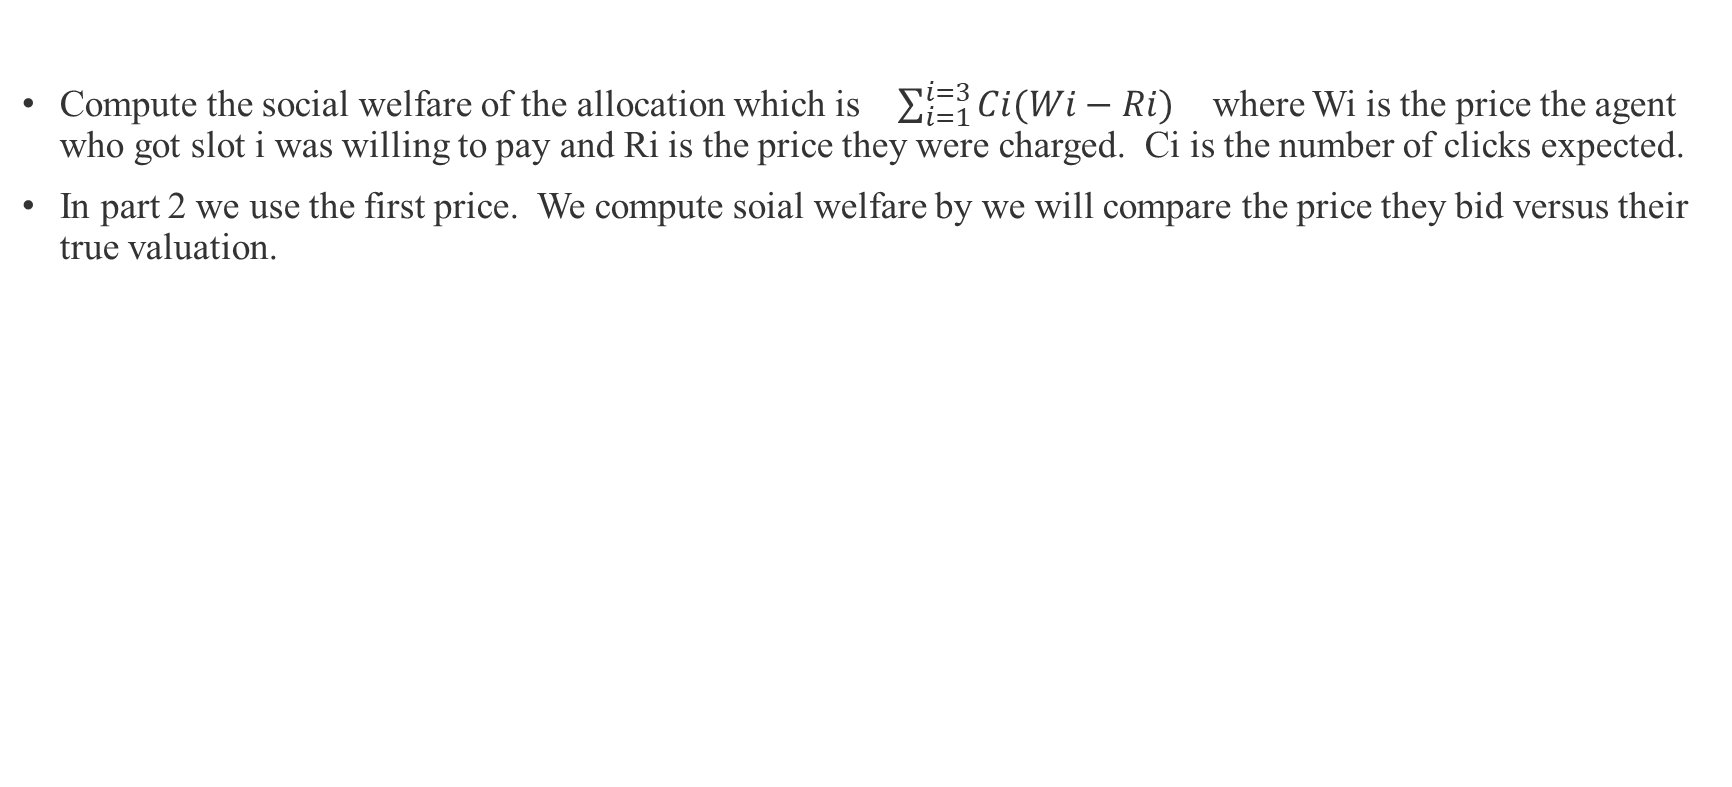 • Compute the social welfare of the allocation which is ∑_{i=1}^{i=3} Ci(Wi − Ri) where Wi is the price the agent
who got slot i was willing to pay and Ri is the price they were charged. Ci is the number of clicks expected.
• In part 2 we use the first price. We compute soial welfare by we will compare the price they bid versus their
true valuation.